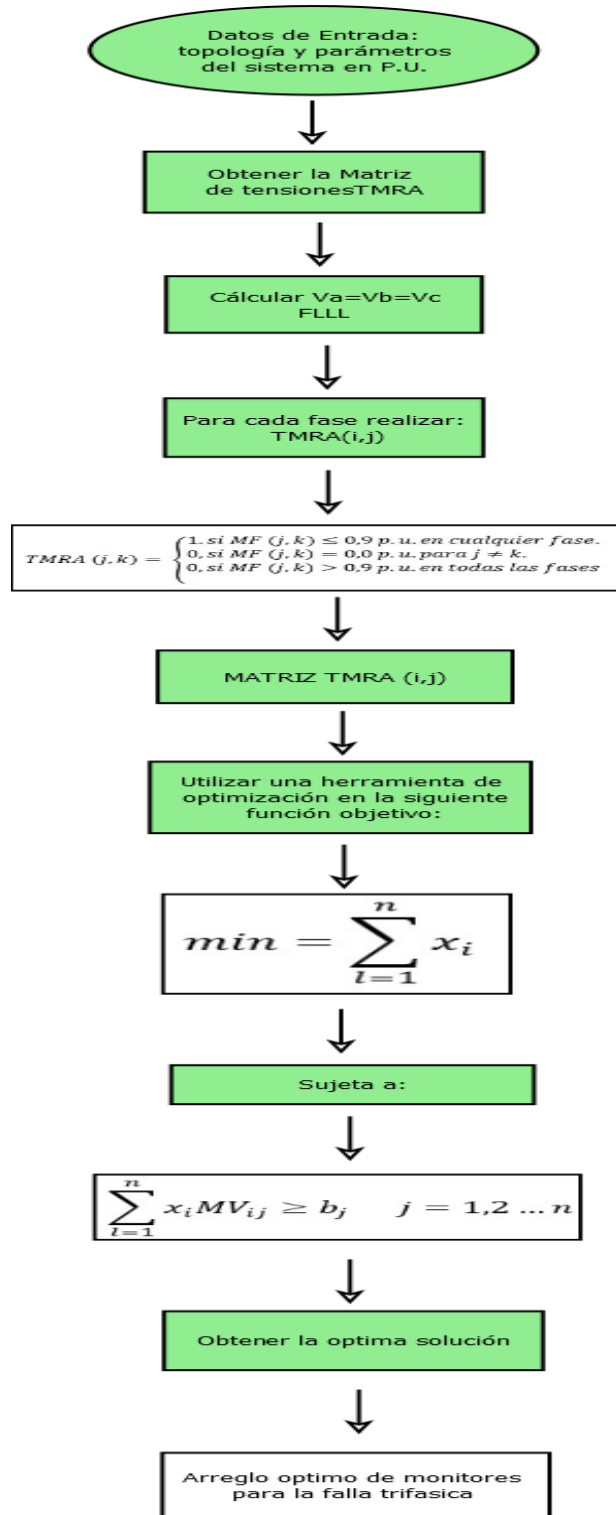 Datos de Entrada:
topología y parámetros
del sistema en P.U.
Obtener la Matriz
de tensionesTMRA
Cálcular Va=Vb=Vc
FLLL
Para cada fase realizar:
TMRA(i,j)
TMRA (j,k) = {1. si MF (j,k) ≤ 0,9 p.u. en cualquier fase.
0, si MF (j,k) = 0,0 p.u. para j ≠ k.
0, si MF (j,k) > 0,9 p.u. en todas las fases
MATRIZ TMRA (i,j)
Utilizar una herramienta de
optimización en la siguiente
función objetivo:
min = ∑_{l=1}^{n} x_i
Sujeta a:
∑_{l=1}^{n} x_i MV_{ij} ≥ b_j j = 1,2 ... n
Obtener la optima solución
Arreglo optimo de monitores
para la falla trifasica